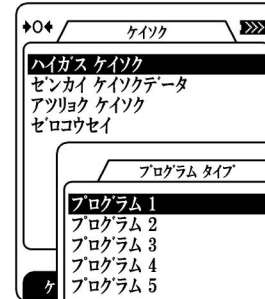 ケイソク
ハイガス ケイソク
ゼンカイ ケイソクデータ
アツリョク ケイソク
ゼロコウセイ
プログラム タイプ
プログラム 1
プログラム 2
プログラム 3
プログラム 4
プログラム 5
ケ